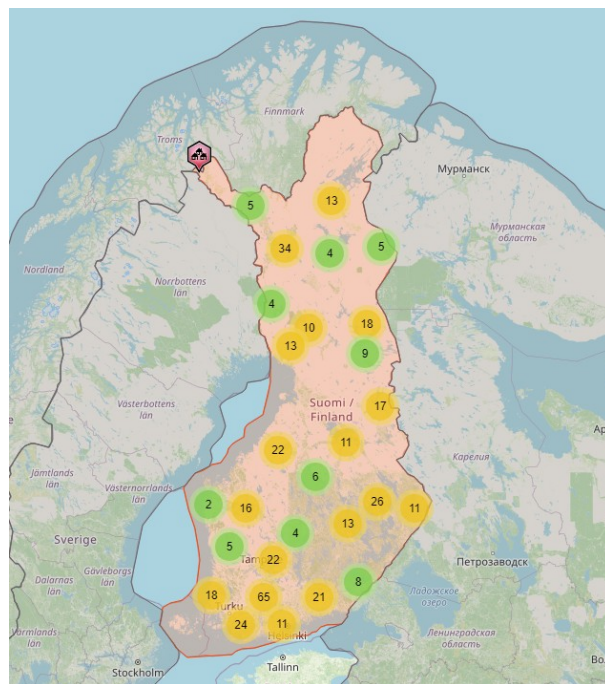 Finnmark
Troms
Мурманск
5
13
Мурманская
область
34
4
5
Nordland
Norrbottens
län
4
10
18
13
9
Västerbottens
län
Suomi /
Finland
17
11
22
Карелия
Jämtlands
län
Västernorrlands
län
6
2
16
26
11
13
Sverige
5
4
22
Петрозаводск
Gävleborgs
län
Dalarnas
län
8
Ладожское
озеро
18
65
21
Turku
24
11
Helsinki
Ленинградская
область
Stockholm
Tallinn